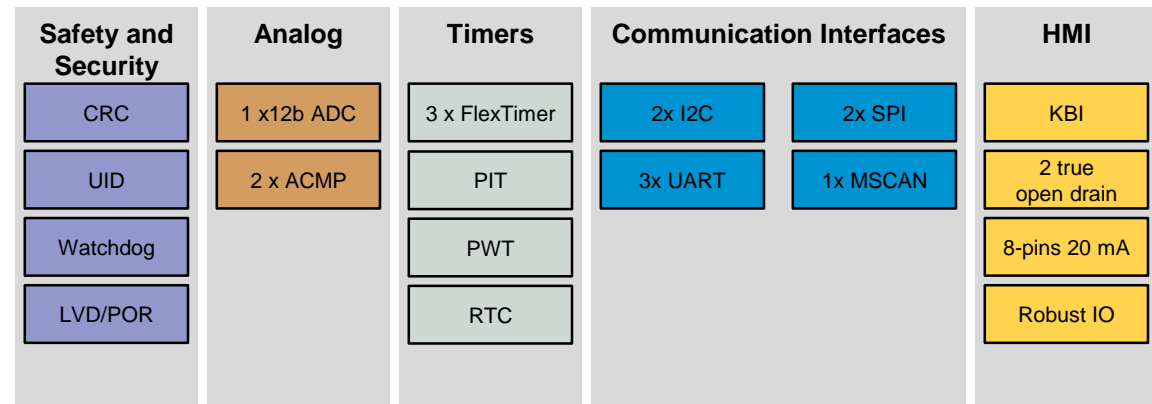 Safety and
Security
CRC
UID
Watchdog
LVD/POR
Analog
1 x12b ADC
2 x ACMP
Timers
3 x FlexTimer
PIT
PWT
RTC
Communication Interfaces
2x I2C
2x SPI
3x UART
1x MSCAN
HMI
KBI
2 true
open drain
8-pins 20 mA
Robust IO